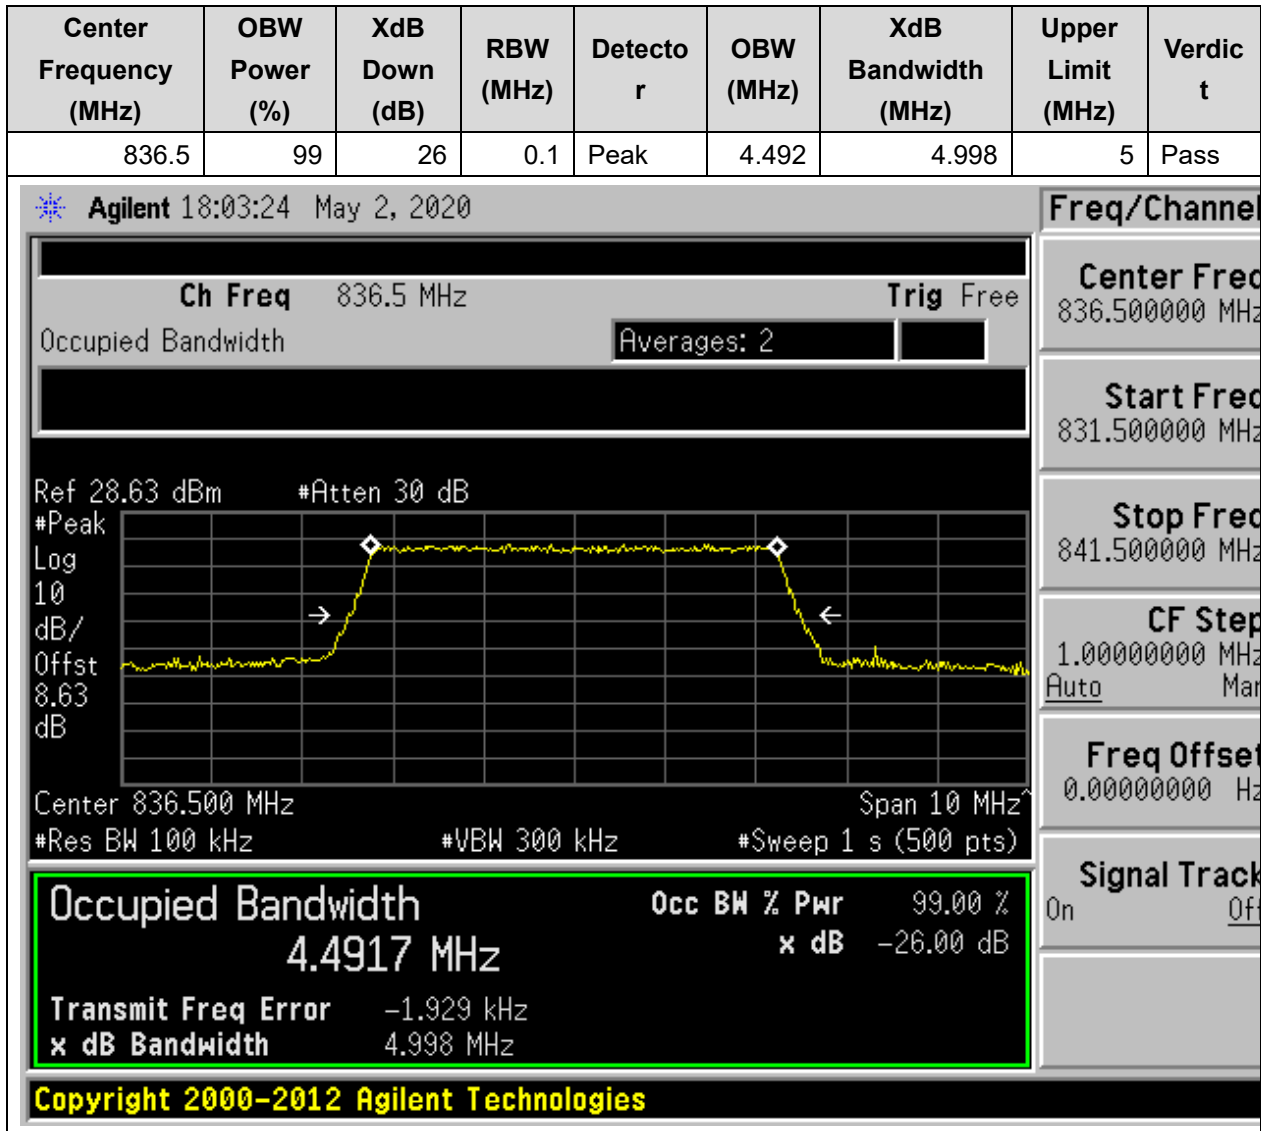 Center Frequency (MHz) OBW Power (%) XdB Down (dB) RBW (MHz) Detecto r OBW (MHz) XdB Bandwidth (MHz) Upper Limit (MHz) Verdic t
836.5 99 26 0.1 Peak 4.492 4.998 5 Pass
Agilent 18:03:24 May 2, 2020
Freq/Channel
Ch Freq 836.5 MHz Trig Free
Occupied Bandwidth Averages: 2
Center Freq
836.500000 MHz
Start Freq
831.500000 MHz
Stop Freq
841.500000 MHz
CF Step
1.00000000 MHz
Auto Man
Freq Offset
0.00000000 Hz
Signal Track
On Off
Ref 28.63 dBm #Atten 30 dB
#Peak
Log
10
dB/
Offst
8.63
dB
Center 836.500 MHz Span 10 MHz^
#Res BW 100 kHz #VBW 300 kHz #Sweep 1 s (500 pts)
Occupied Bandwidth Occ BW % Pwr 99.00 %
4.4917 MHz x dB -26.00 dB
Transmit Freq Error -1.929 kHz
x dB Bandwidth 4.998 MHz
Copyright 2000-2012 Agilent Technologies